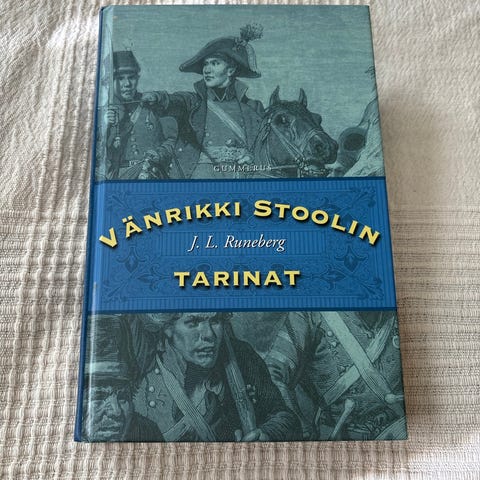 GUMMERUS
VÄNRIKKI STOOLIN
J. L. Runeberg
TARINAT